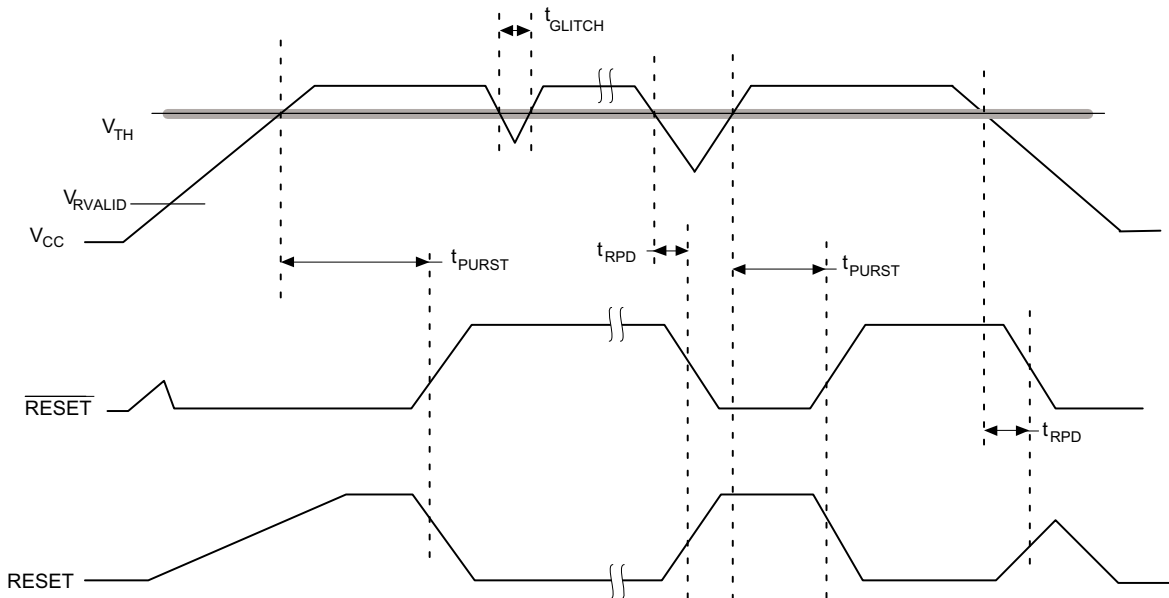 tGLITCH
VTH
VRVALID
VCC
tPURST
tRPD
tPURST
RESET
tRPD
RESET